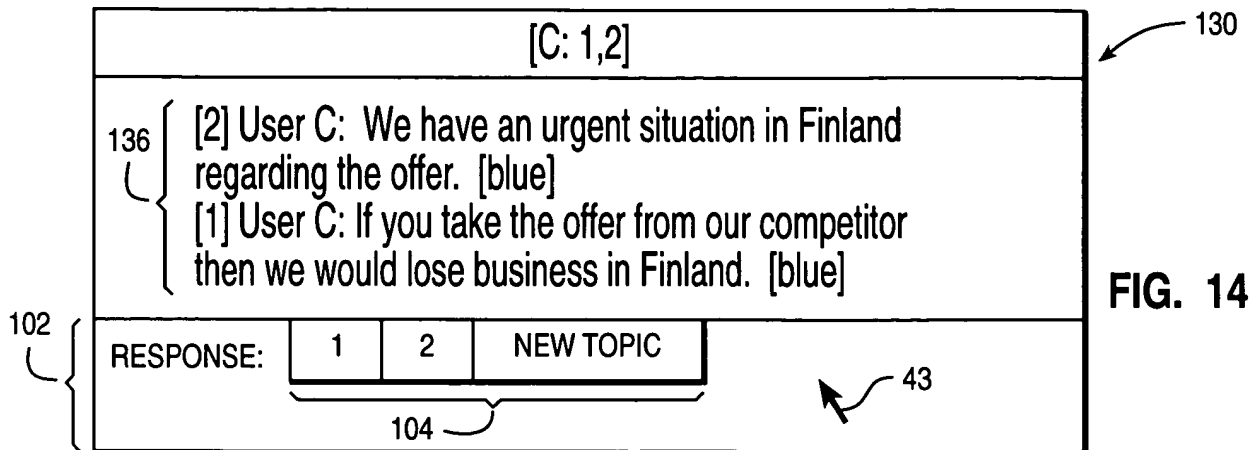 [C: 1,2]
130
136
[2] User C: We have an urgent situation in Finland
regarding the offer. [blue]
[1] User C: If you take the offer from our competitor
then we would lose business in Finland. [blue]
FIG. 14
102
RESPONSE: 1 2 NEW TOPIC
43
104